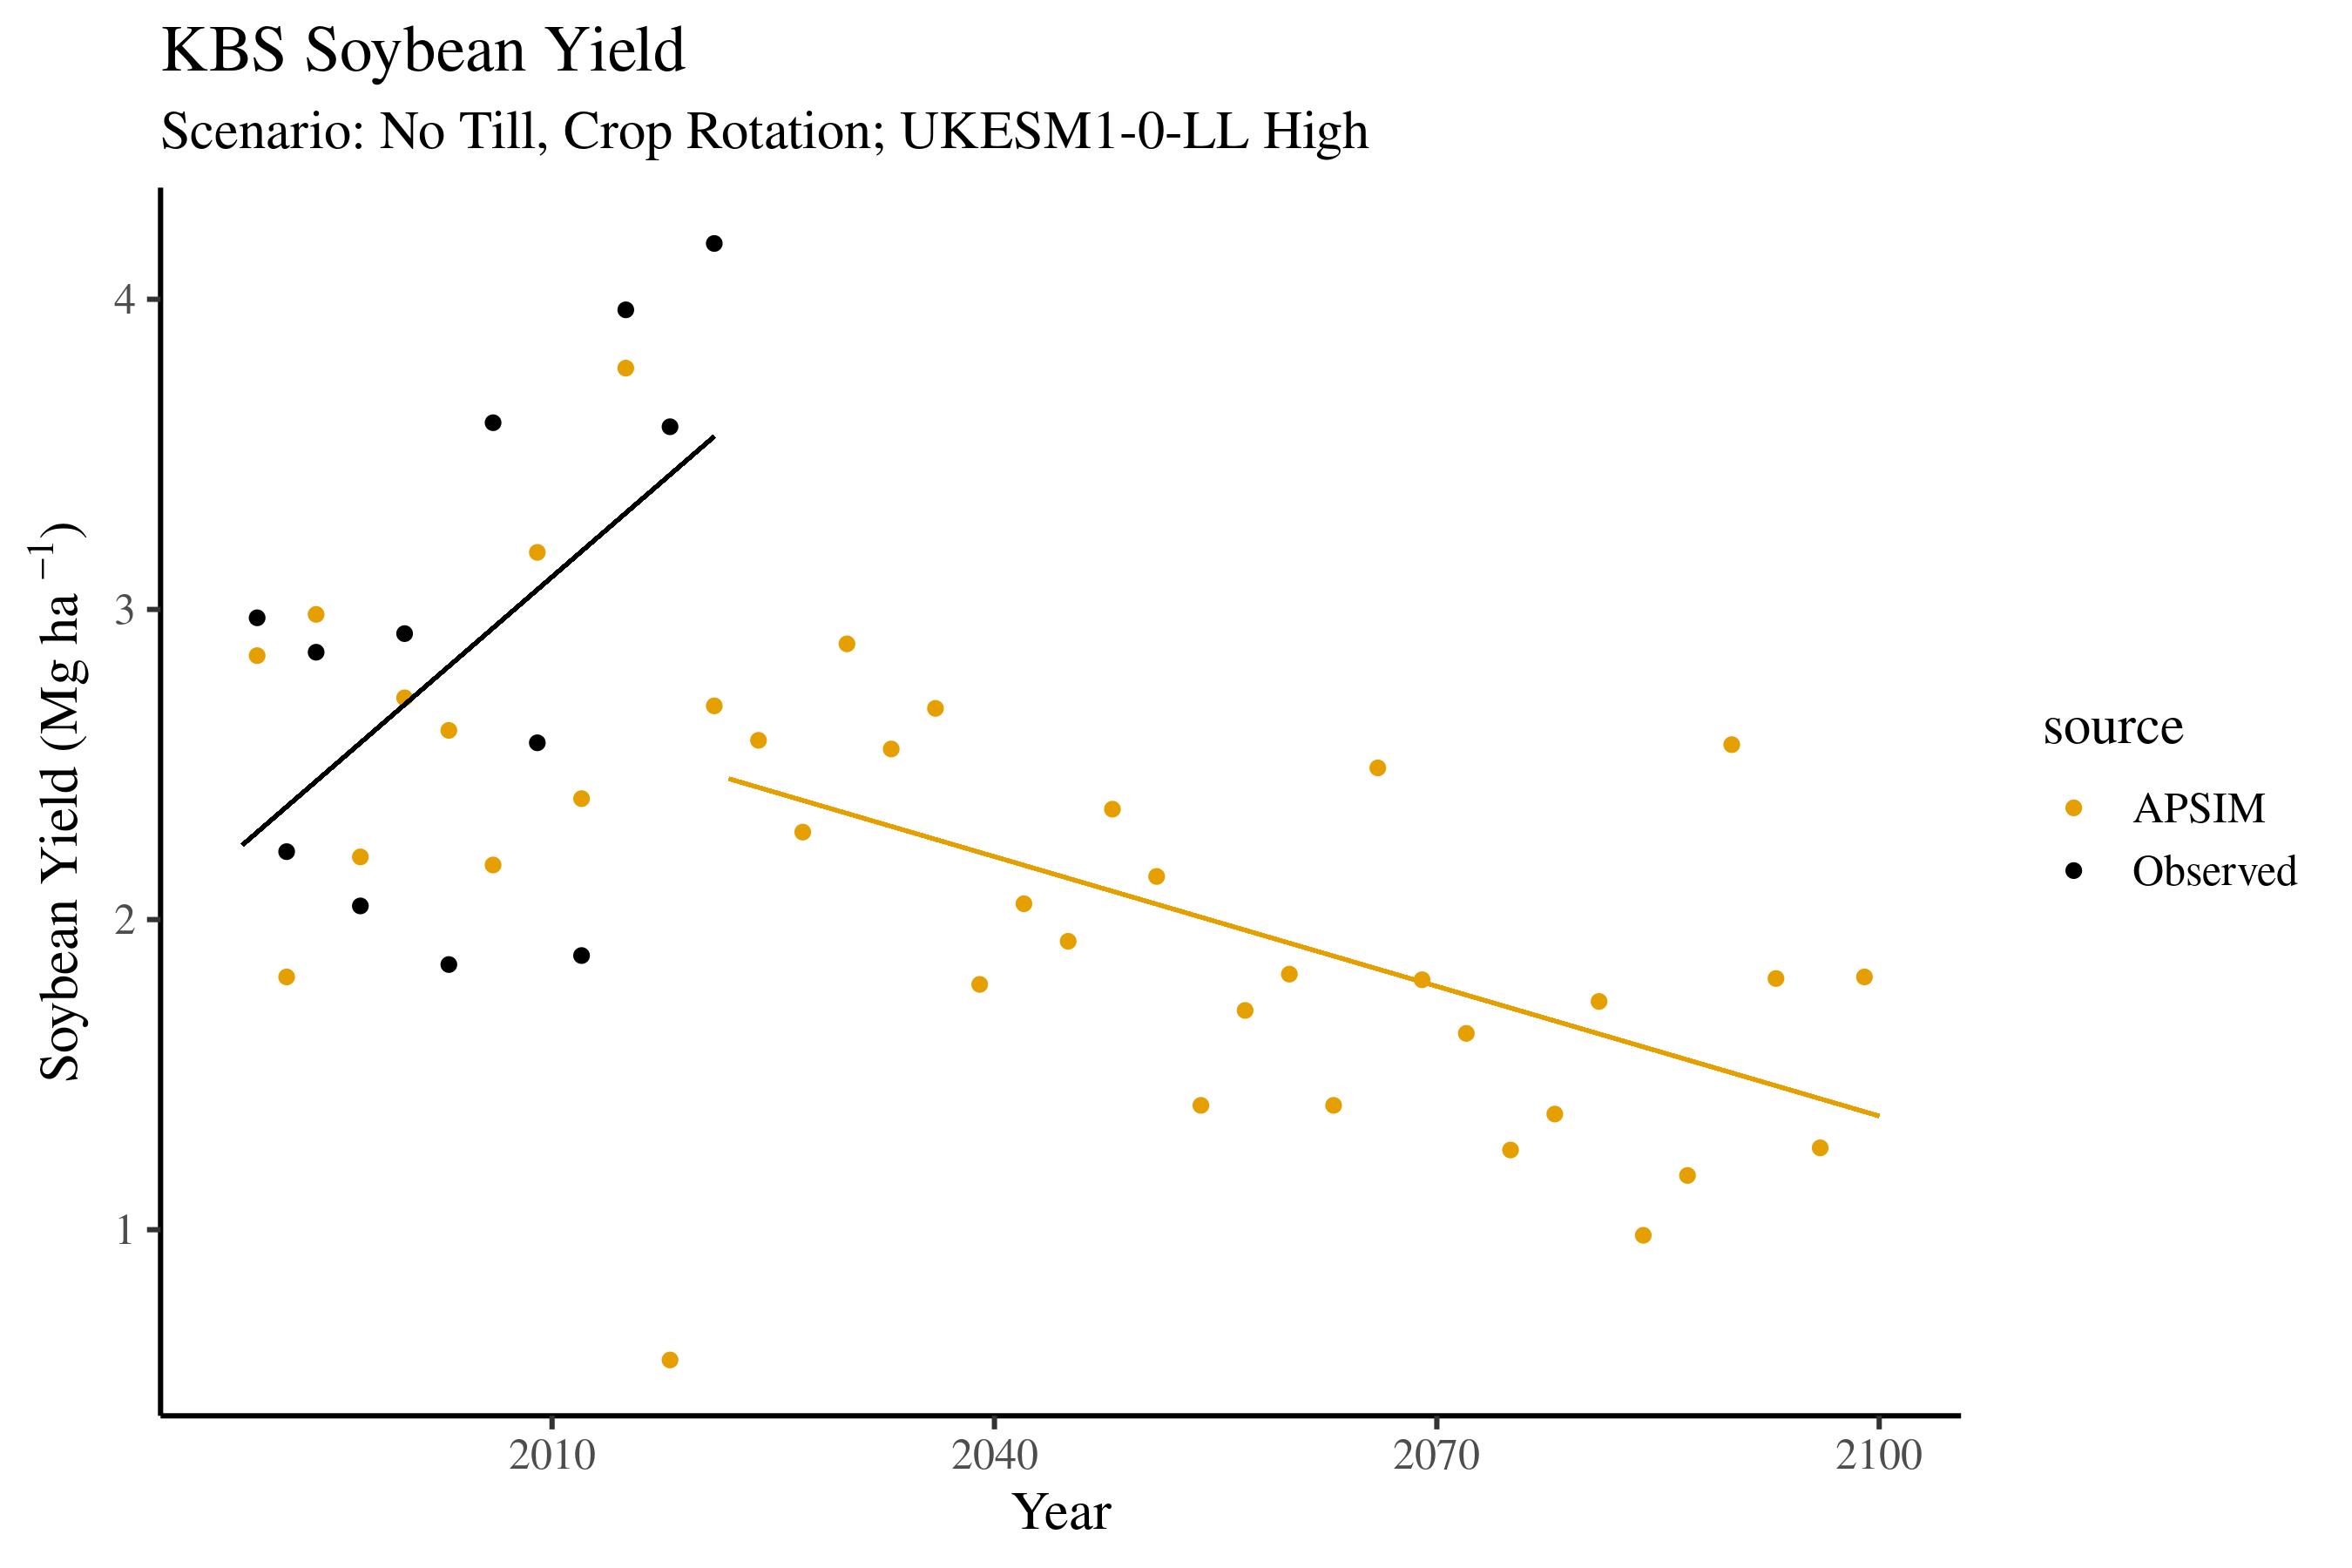 KBS Soybean Yield
Scenario: No Till, Crop Rotation; UKESM1-0-LL High
Soybean Yield (Mg ha⁻¹)
4
3
2
1
2010 2040 2070 2100
Year
source
APSIM
Observed